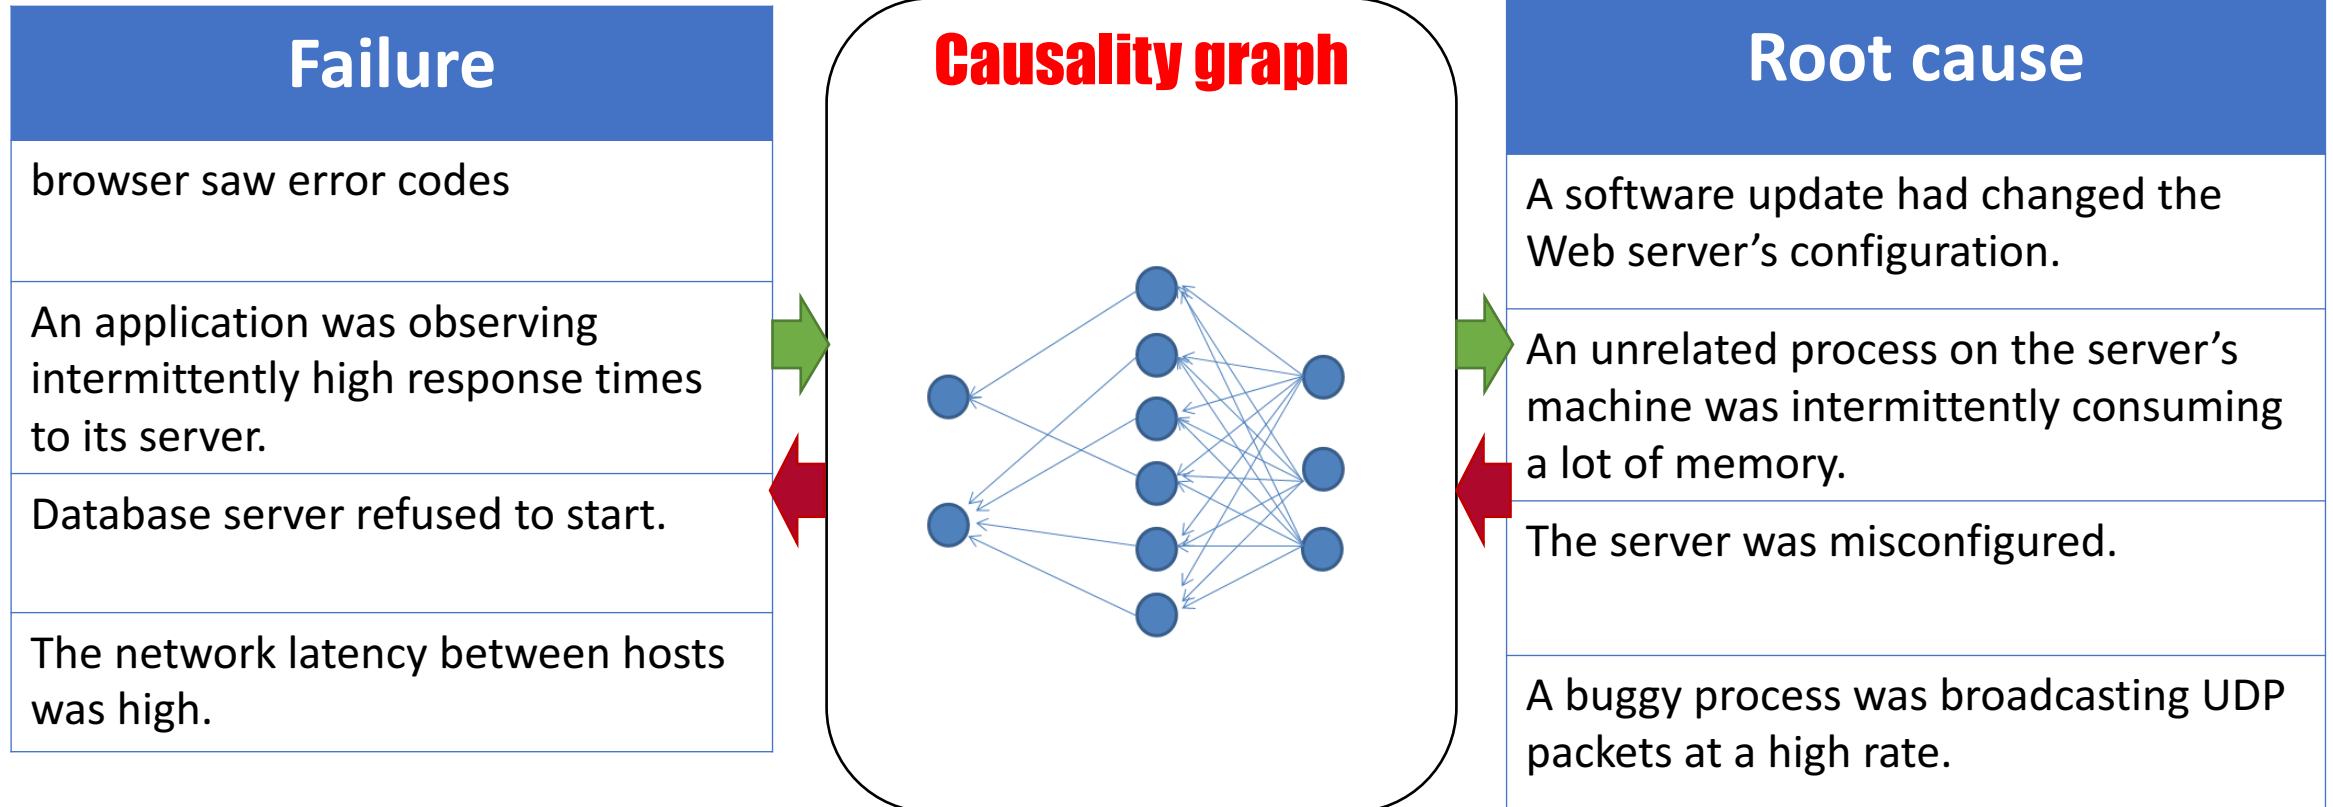 Failure
browser saw error codes
An application was observing
intermittently high response times
to its server.
Database server refused to start.
The network latency between hosts
was high.
Causality graph
Root cause
A software update had changed the
Web server’s configuration.
An unrelated process on the server’s
machine was intermittently consuming
a lot of memory.
The server was misconfigured.
A buggy process was broadcasting UDP
packets at a high rate.